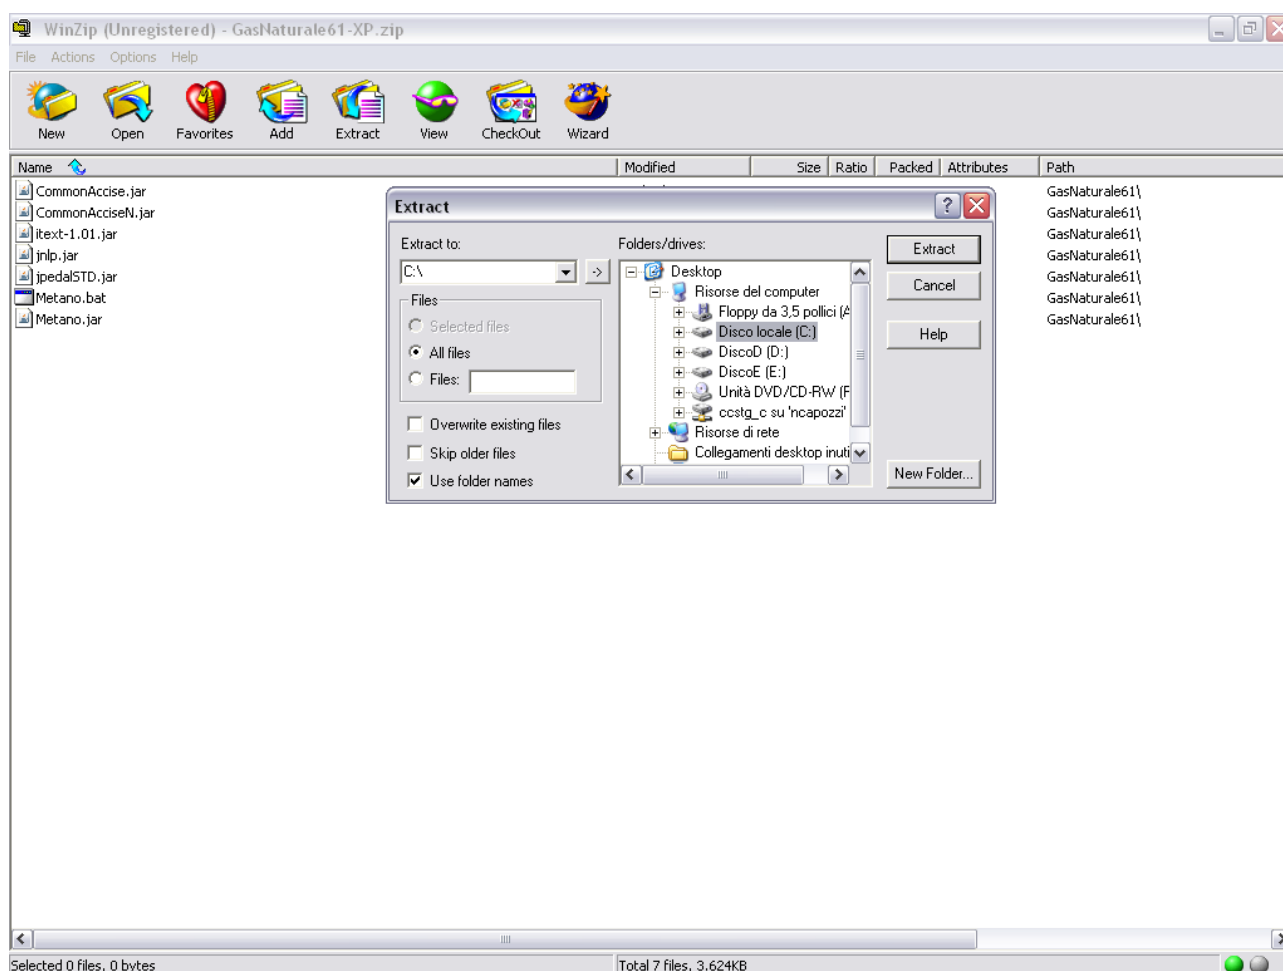 WinZip (Unregistered) - GasNaturale61-XP.zip
File Actions Options Help
New Open Favorites Add Extract View CheckOut Wizard
Name Modified Size Ratio Packed Attributes Path
CommonAccise.jar GasNaturale61\
CommonAcciseN.jar GasNaturale61\
itext-1.01.jar GasNaturale61\
jnlp.jar GasNaturale61\
jpedalSTD.jar GasNaturale61\
Metano.bat GasNaturale61\
Metano.jar GasNaturale61\
Extract
Extract to:
C:\
->
Files
Selected files
All files
Files:
Overwrite existing files
Skip older files
Use folder names
Folders/drives:
Desktop
Risorse del computer
Floppy da 3,5 pollici (A
Disco locale (C:)
DiscoD (D:)
DiscoE (E:)
Unità DVD/CD-RW (F
ccstg_c su 'ncapozzi'
Risorse di rete
Collegamenti desktop inuti
Extract
Cancel
Help
New Folder...
Selected 0 files, 0 bytes Total 7 files, 3.624KB